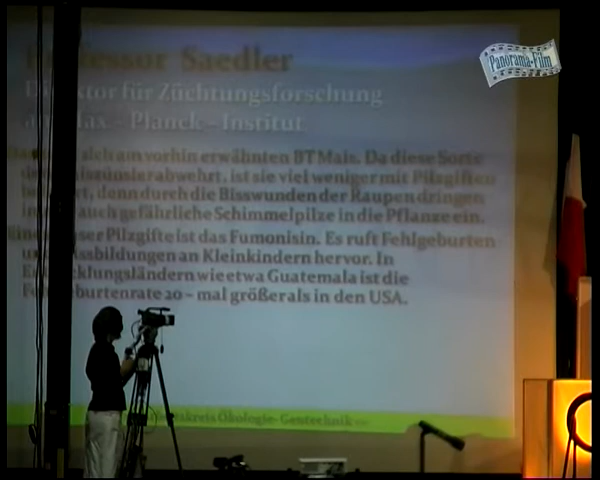 Panorama-Film
Professor Saedler
Direktor für Züchtungsforschung
am Max - Planck - Institut
sich am vorhin erwähnten BT Mais. Da diese Sorte
abwehrt, ist sie viel weniger mit Pilzgiften
denn durch die Bisswunden der Raupen dringen
auch gefährliche Schimmelpilze in die Pflanze ein.
Pilzgifte ist das Fumonisin. Es ruft Fehlgeburten
an Kleinkindern hervor. In
wie etwa Guatemala ist die
20 - mal größer als in den USA.
Ökologie - Gentechnik